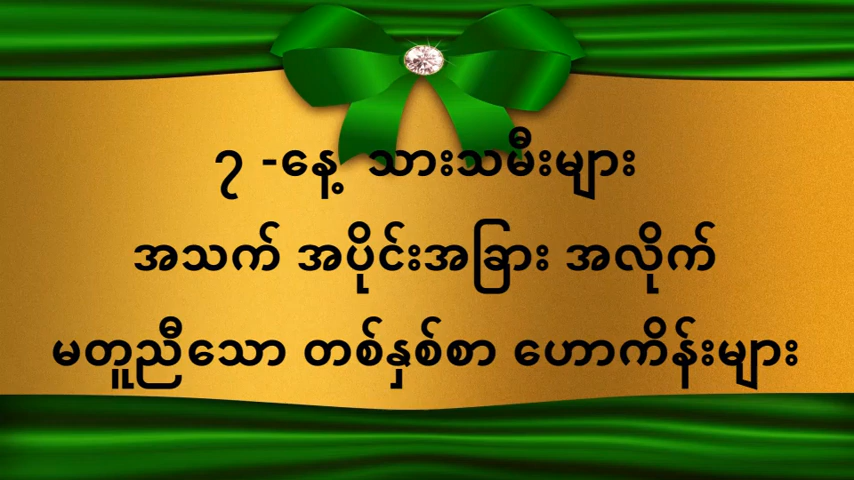 ၇ -နေ့ သားသမီးများ
အသက် အပိုင်းအခြား အလိုက်
မတူညီသော တစ်နှစ်စာ ဟောကိန်းများ